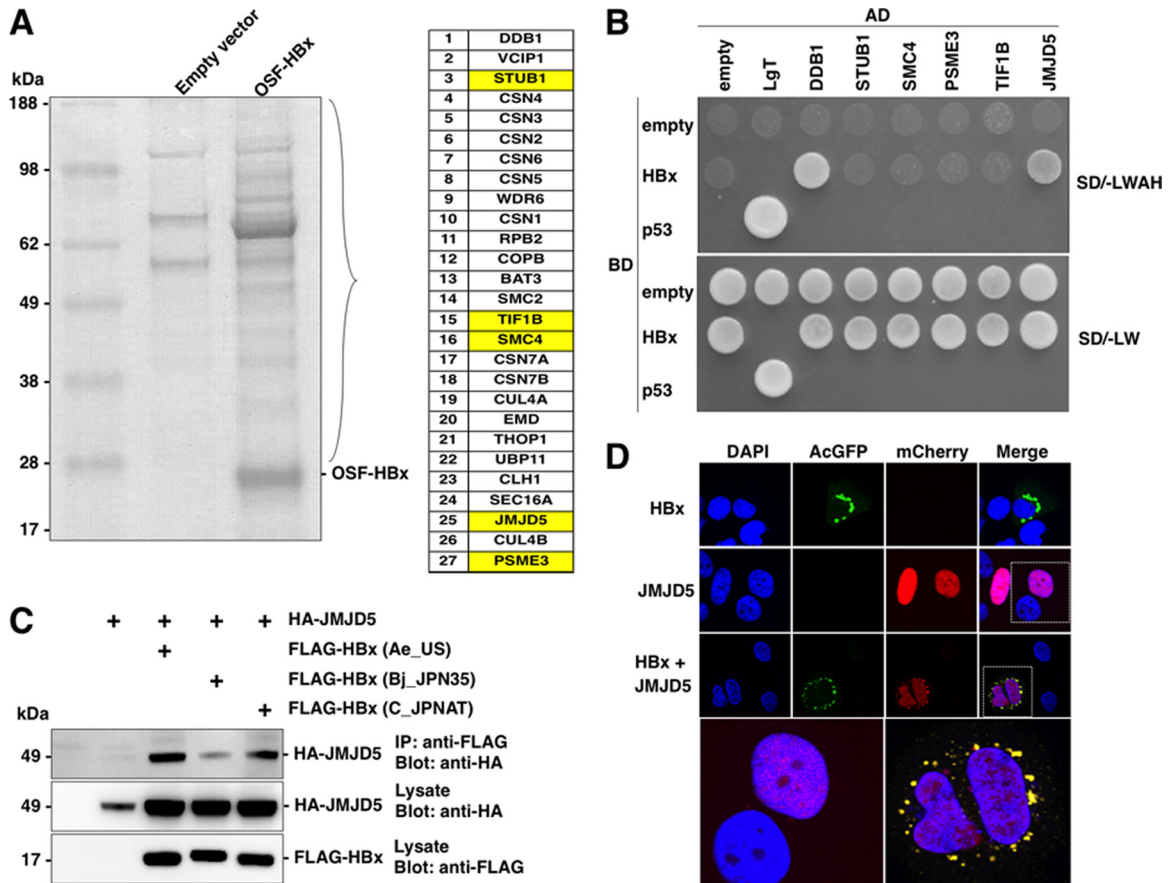 A
kDa
Empty vector
OSF-HBx
188
98
62
49
38
28
17
OSF-HBx
1 DDB1
2 VCIP1
3 STUB1
4 CSN4
5 CSN3
6 CSN2
7 CSN6
8 CSN5
9 WDR6
10 CSN1
11 RPB2
12 COPB
13 BAT3
14 SMC2
15 TIF1B
16 SMC4
17 CSN7A
18 CSN7B
19 CUL4A
20 EMD
21 THOP1
22 UBP11
23 CLH1
24 SEC16A
25 JMJD5
26 CUL4B
27 PSME3
B
AD
empty LgT DDB1 STUB1 SMC4 PSME3 TIF1B JMJD5
BD
empty
HBx
p53
SD/-LWAH
empty
HBx
p53
SD/-LW
C
+ + + + HA-JMJD5
+ FLAG-HBx (Ae_US)
+ FLAG-HBx (Bj_JPN35)
+ FLAG-HBx (C_JPNAT)
kDa
49 HA-JMJD5 IP: anti-FLAG
Blot: anti-HA
49 HA-JMJD5 Lysate
Blot: anti-HA
17 FLAG-HBx Lysate
Blot: anti-FLAG
D
DAPI AcGFP mCherry Merge
HBx
JMJD5
HBx +
JMJD5